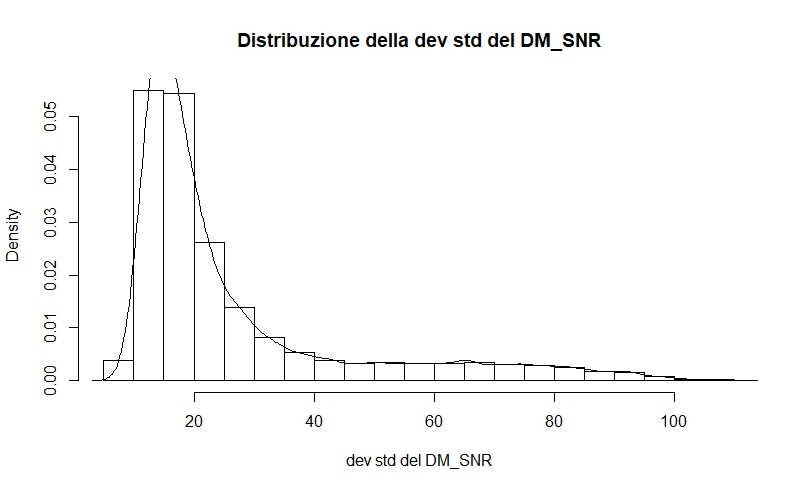 Distribuzione della dev std del DM_SNR
Density
0.05
0.04
0.03
0.02
0.01
0.00
20 40 60 80 100
dev std del DM_SNR